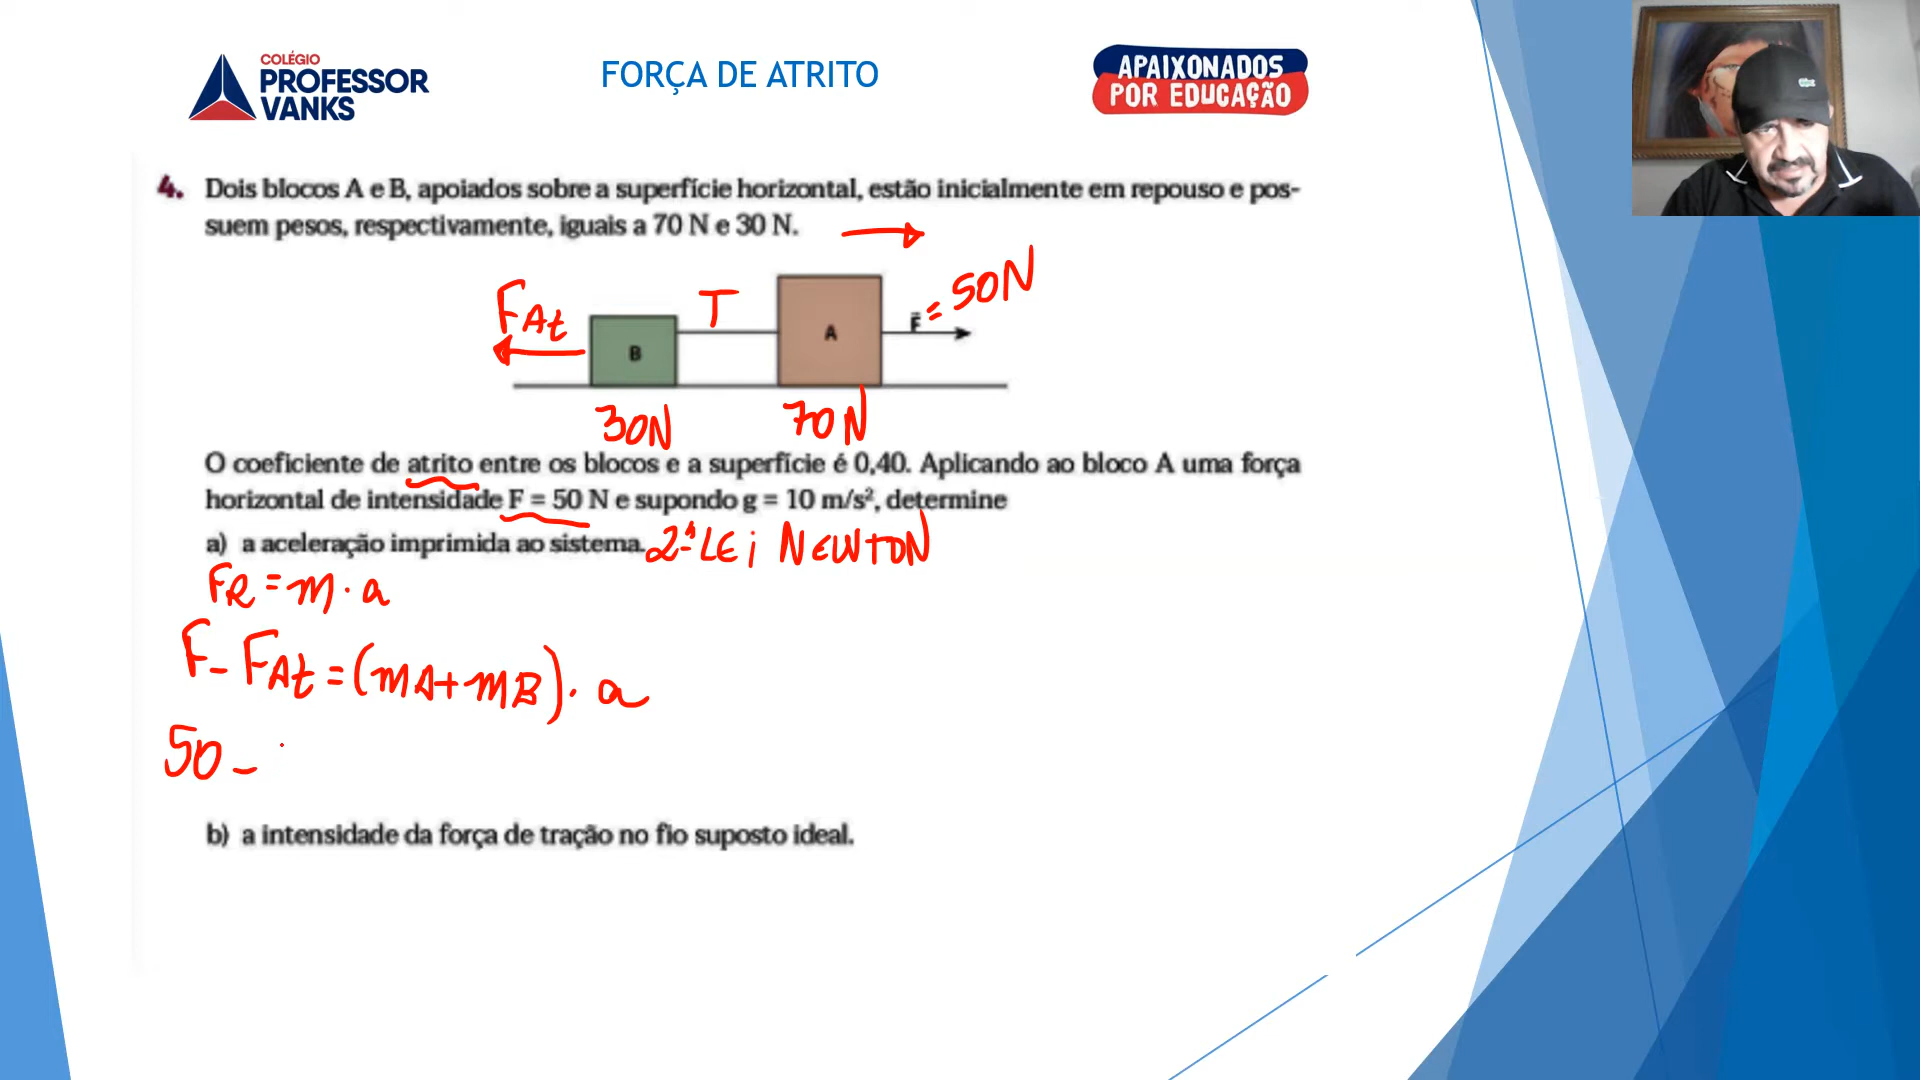 COLÉGIO
PROFESSOR
VANKS
FORÇA DE ATRITO
APAIXONADOS
POR EDUCAÇÃO
4. Dois blocos A e B, apoiados sobre a superfície horizontal, estão inicialmente em repouso e pos-
suem pesos, respectivamente, iguais a 70 N e 30 N.
FAt
T
F = 50N
B
A
30N
70N
O coeficiente de atrito entre os blocos e a superfície é 0,40. Aplicando ao bloco A uma força
horizontal de intensidade F = 50 N e supondo g = 10 m/s², determine
a) a aceleração imprimida ao sistema. 2ª LEi NEWTON
FR = m . a
F - FAt = (mA + mB) . a
50 -
b) a intensidade da força de tração no fio suposto ideal.